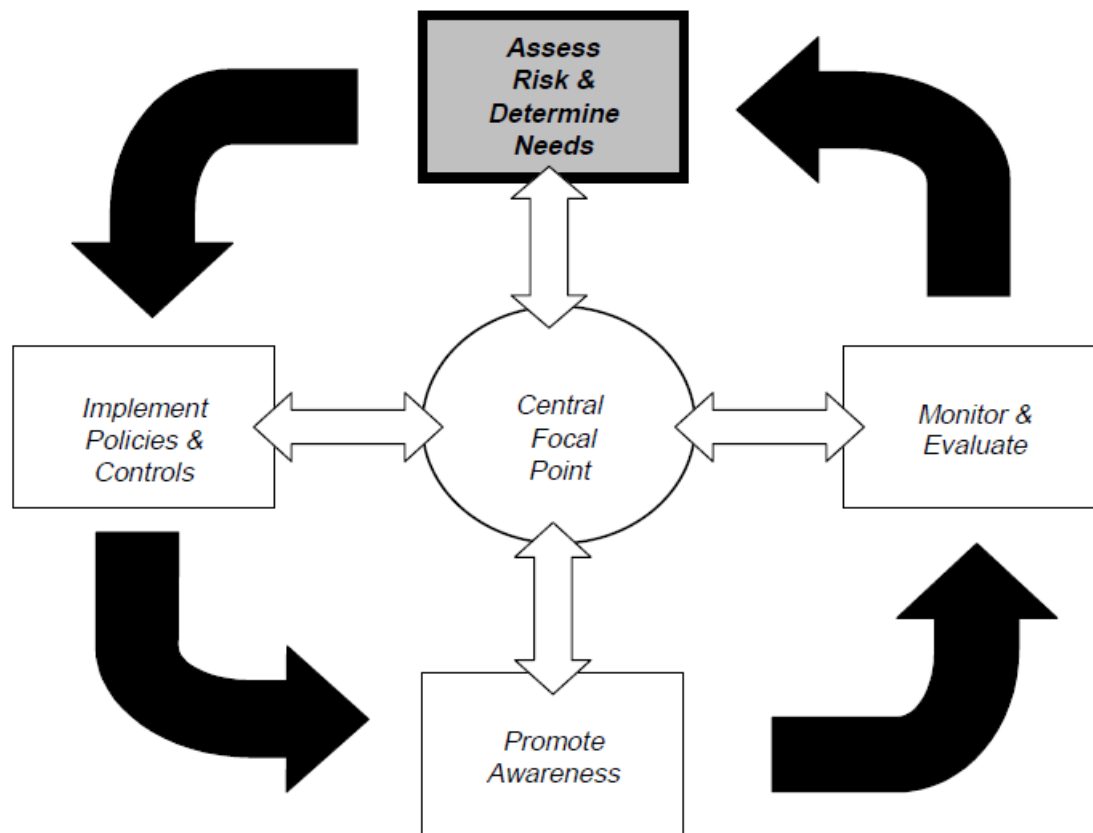 Assess
Risk &
Determine
Needs
Implement
Policies &
Controls
Central
Focal
Point
Monitor &
Evaluate
Promote
Awareness